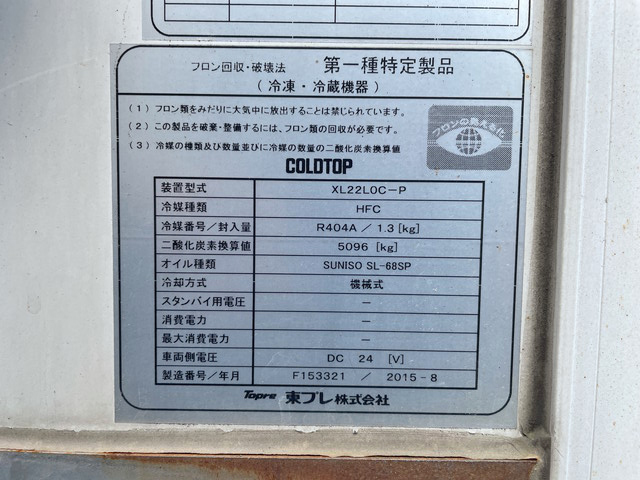 フロン回収・破壊法 第一種特定製品
(冷凍・冷蔵機器)
(1) フロン類をみだりに大気中に放出することは禁じられています。
(2) この製品を廃棄・整備するには、フロン類の回収が必要です。
(3) 冷媒の種類及び数量並びに冷媒の数量の二酸化炭素換算値
フロンの見える化
COLDTOP
装置型式 XL22L0C-P
冷媒種類 HFC
冷媒番号/封入量 R404A / 1.3 [kg]
二酸化炭素換算値 5096 [kg]
オイル種類 SUNISO SL-68SP
冷却方式 機械式
スタンバイ用電圧 —
消費電力 —
最大消費電力 —
車両側電圧 DC 24 [V]
製造番号/年月 F153321 / 2015-8
Topre 東プレ株式会社